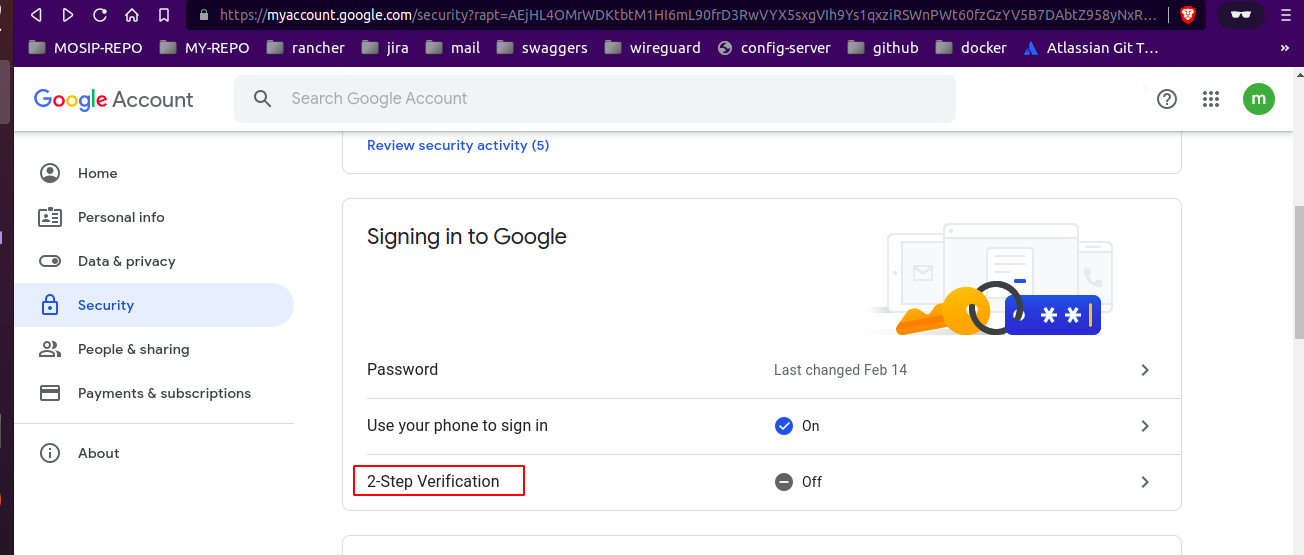 https://myaccount.google.com/security?rapt=AEjHL4OMrWDKtbtM1HI6mL90frD3RwVYX5sxgVIh9Ys1qxziRSWnPWt60fzGzYV5B7DAbtZ958yNxR...
MOSIP-REPO MY-REPO rancher jira mail swaggers wireguard config-server github docker Atlassian Git T... »
Google Account Search Google Account m
Review security activity (5)
Home
Personal info
Data & privacy
Security
People & sharing
Payments & subscriptions
About
Signing in to Google
Password Last changed Feb 14
Use your phone to sign in On
2-Step Verification Off